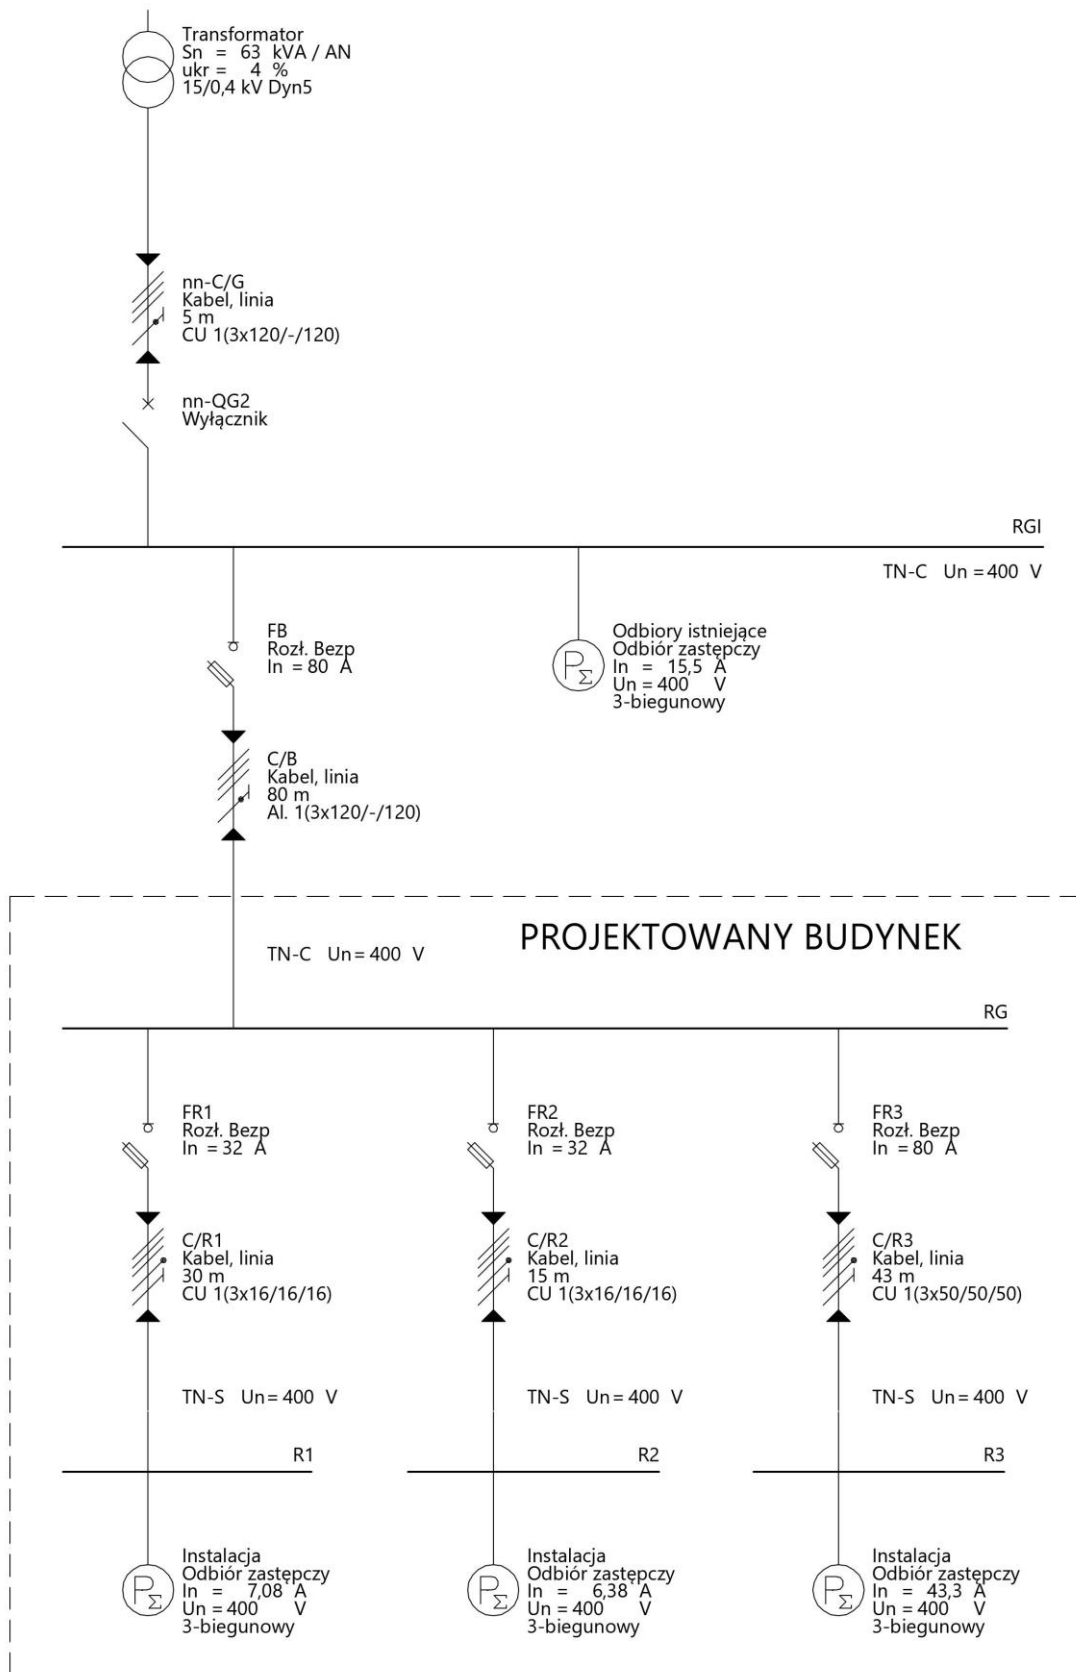 Transformator
Sn = 63 kVA / AN
ukr = 4 %
15/0,4 kV Dyn5
nn-C/G
Kabel, linia
5 m
CU 1(3x120/-/120)
nn-QG2
Wyłącznik
RGI
TN-C Un = 400 V
FB
Rozł. Bezp
In = 80 A
Odbiory istniejące
Odbiór zastępczy
In = 15,5 A
Un = 400 V
3-biegunowy
PΣ
C/B
Kabel, linia
80 m
Al. 1(3x120/-/120)
PROJEKTOWANY BUDYNEK
TN-C Un = 400 V
RG
FR1
Rozł. Bezp
In = 32 A
FR2
Rozł. Bezp
In = 32 A
FR3
Rozł. Bezp
In = 80 A
C/R1
Kabel, linia
30 m
CU 1(3x16/16/16)
C/R2
Kabel, linia
15 m
CU 1(3x16/16/16)
C/R3
Kabel, linia
43 m
CU 1(3x50/50/50)
TN-S Un = 400 V
TN-S Un = 400 V
TN-S Un = 400 V
R1
R2
R3
PΣ
Instalacja
Odbiór zastępczy
In = 7,08 A
Un = 400 V
3-biegunowy
PΣ
Instalacja
Odbiór zastępczy
In = 6,38 A
Un = 400 V
3-biegunowy
PΣ
Instalacja
Odbiór zastępczy
In = 43,3 A
Un = 400 V
3-biegunowy